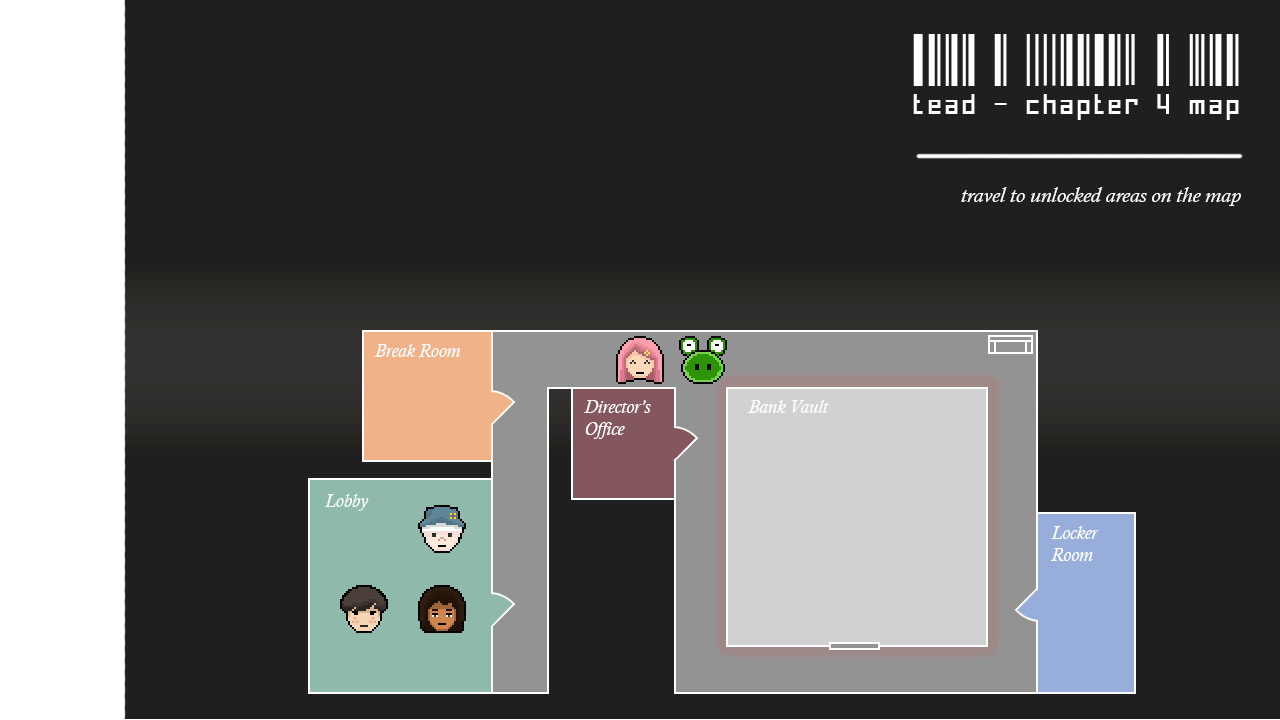 tead - chapter 4 map
travel to unlocked areas on the map
Break Room
Director's
Office
Bank Vault
Lobby
Locker
Room